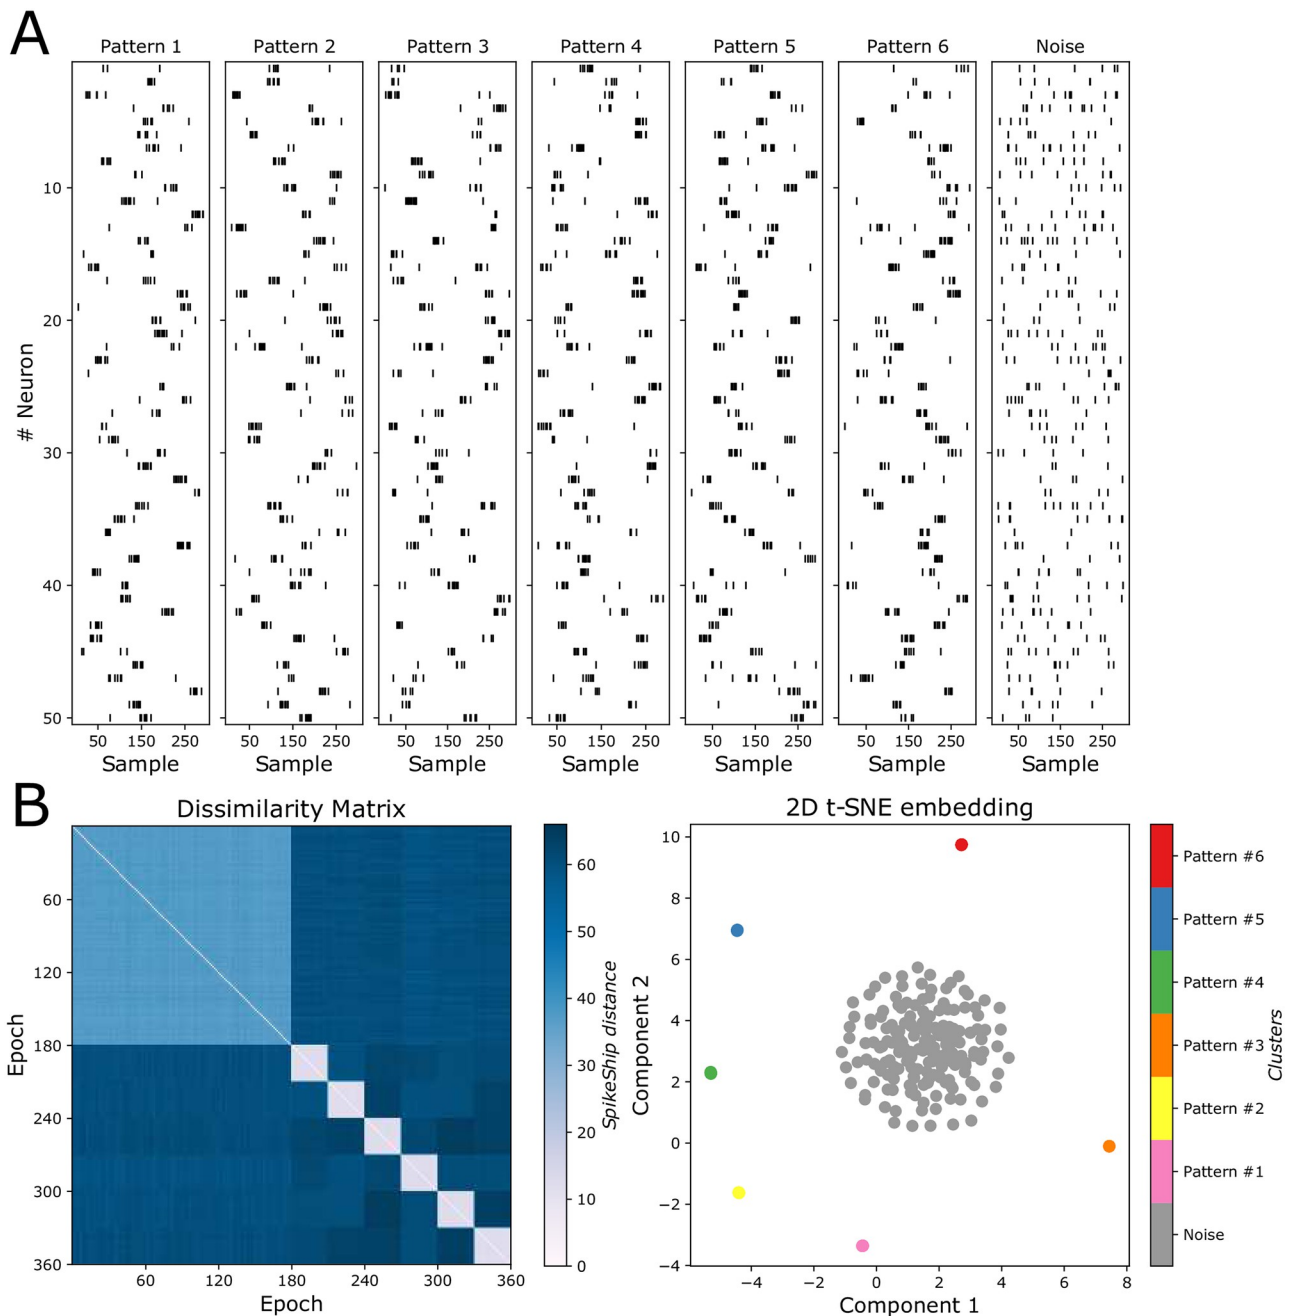 A
Pattern 1 Pattern 2 Pattern 3 Pattern 4 Pattern 5 Pattern 6 Noise
# Neuron
10
20
30
40
50
50 150 250 50 150 250 50 150 250 50 150 250 50 150 250 50 150 250 50 150 250
Sample Sample Sample Sample Sample Sample Sample
B
Dissimilarity Matrix
Epoch
60
120
180
240
300
360
60 120 180 240 300 360
Epoch
60
50
40
30
20
10
0
SpikeShip distance
2D t-SNE embedding
Component 2
10
8
6
4
2
0
−2
−4
−4 −2 0 2 4 6 8
Component 1
Pattern #6
Pattern #5
Pattern #4
Pattern #3
Pattern #2
Pattern #1
Noise
Clusters